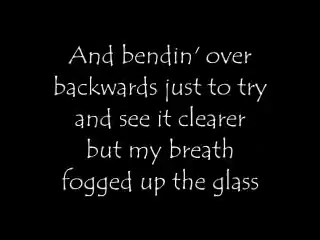 And bendin' over
backwards just to try
and see it clearer
but my breath
fogged up the glass